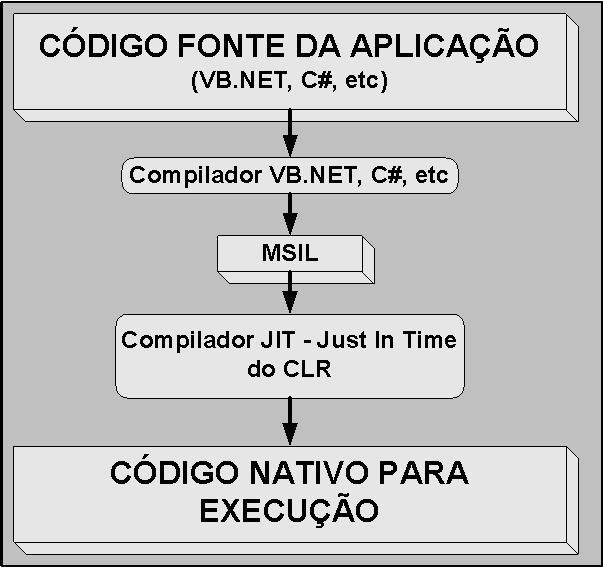 CÓDIGO FONTE DA APLICAÇÃO
(VB.NET, C#, etc)
Compilador VB.NET, C#, etc
MSIL
Compilador JIT - Just In Time
do CLR
CÓDIGO NATIVO PARA
EXECUÇÃO